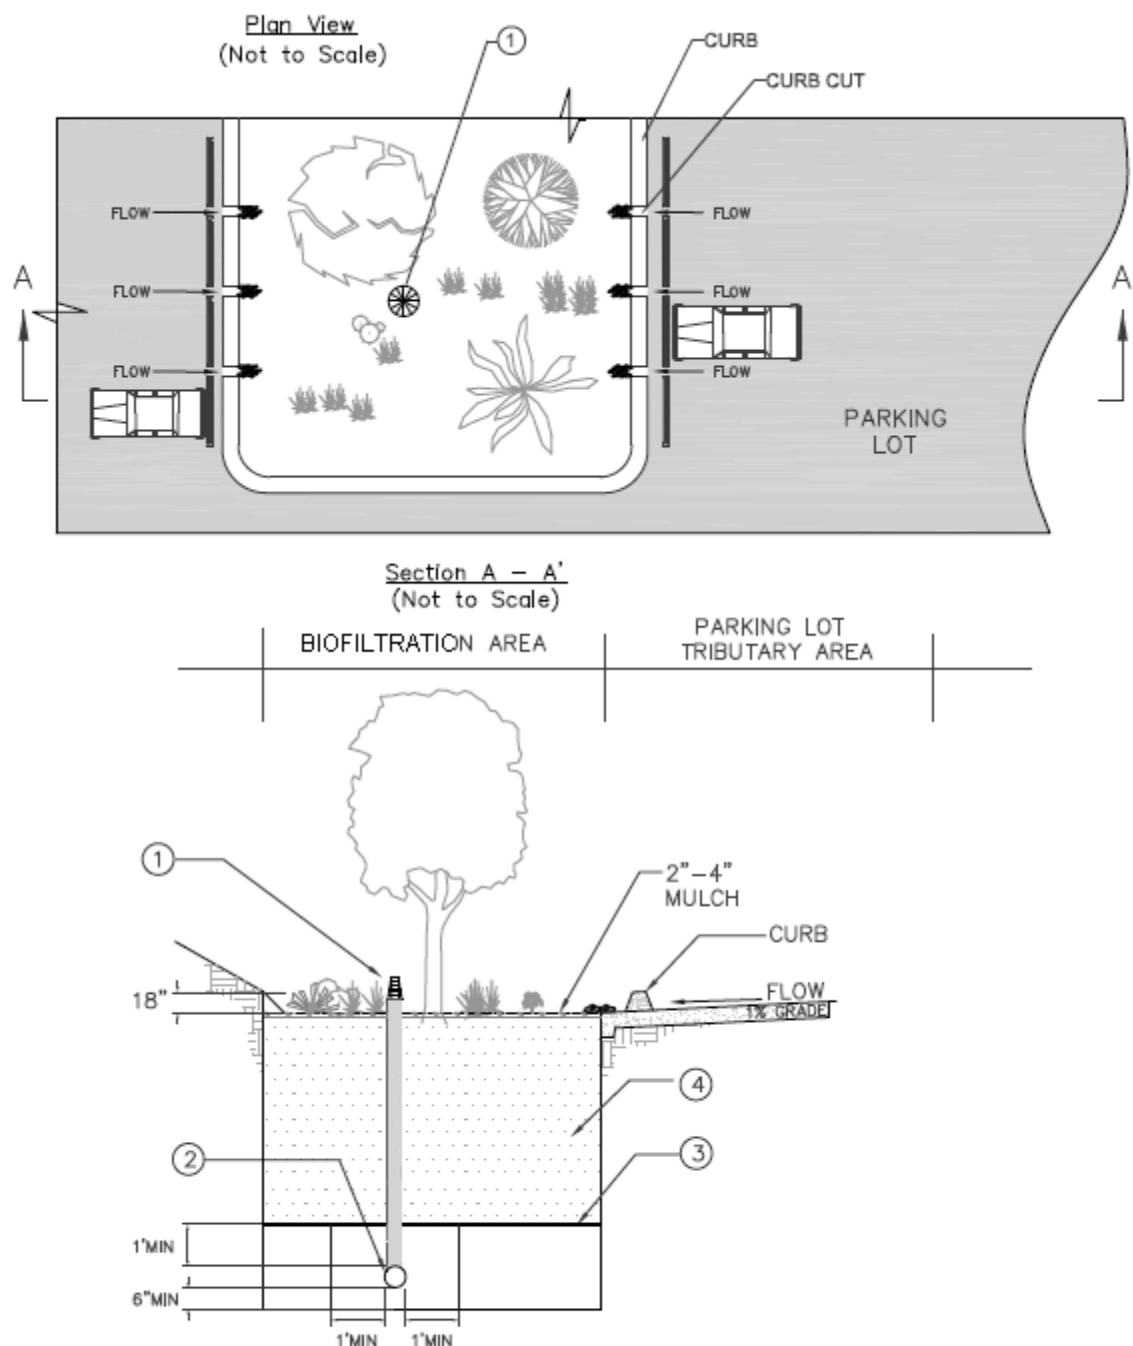 Plan View
(Not to Scale)
1
CURB
CURB CUT
FLOW
FLOW
A
A
FLOW
FLOW
FLOW
FLOW
PARKING
LOT
Section A - A'
(Not to Scale)
BIOFILTRATION AREA
PARKING LOT
TRIBUTARY AREA
1
2"-4"
MULCH
CURB
18"
FLOW
1% GRADE
4
2
3
1'MIN
6"MIN
1'MIN
1'MIN